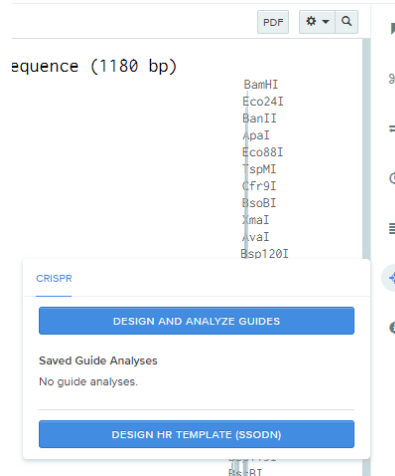 PDF
equence (1180 bp)
BamHI
Eco24I
BanII
ApaI
Eco88I
TspMI
Cfr9I
BsoBI
XmaI
AvaI
Bsp120I
CRISPR
DESIGN AND ANALYZE GUIDES
Saved Guide Analyses
No guide analyses.
DESIGN HR TEMPLATE (SSODN)
BsrBI